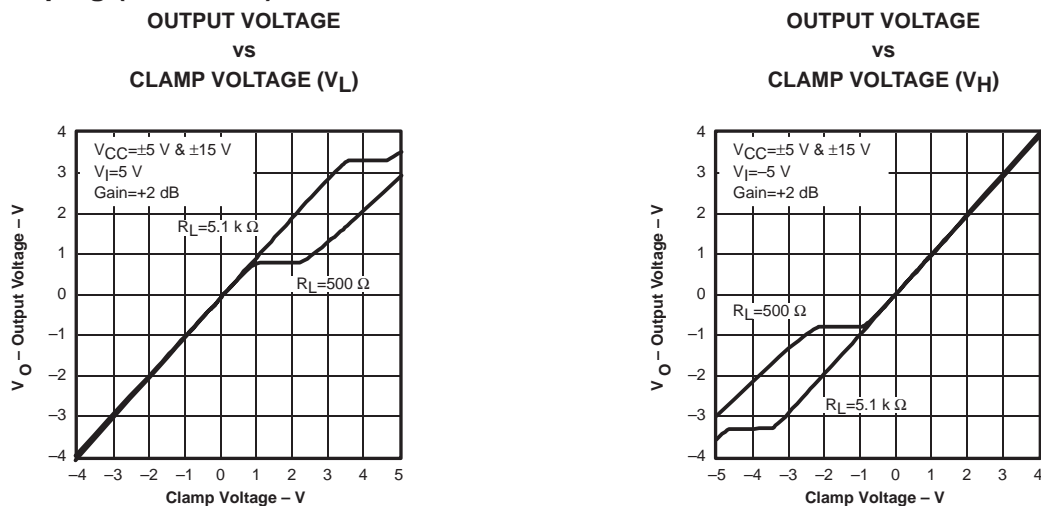 OUTPUT VOLTAGE
vs
CLAMP VOLTAGE (VL)
4
3
2
1
0
–1
–2
–3
–4
VO – Output Voltage – V
VCC=±5 V & ±15 V
VI=5 V
Gain=+2 dB
RL=5.1 k Ω
RL=500 Ω
–4 –3 –2 –1 0 1 2 3 4 5
Clamp Voltage – V
OUTPUT VOLTAGE
vs
CLAMP VOLTAGE (VH)
4
3
2
1
0
–1
–2
–3
–4
VO – Output Voltage – V
VCC=±5 V & ±15 V
VI=–5 V
Gain=+2 dB
RL=500 Ω
RL=5.1 k Ω
–5 –4 –3 –2 –1 0 1 2 3 4
Clamp Voltage – V